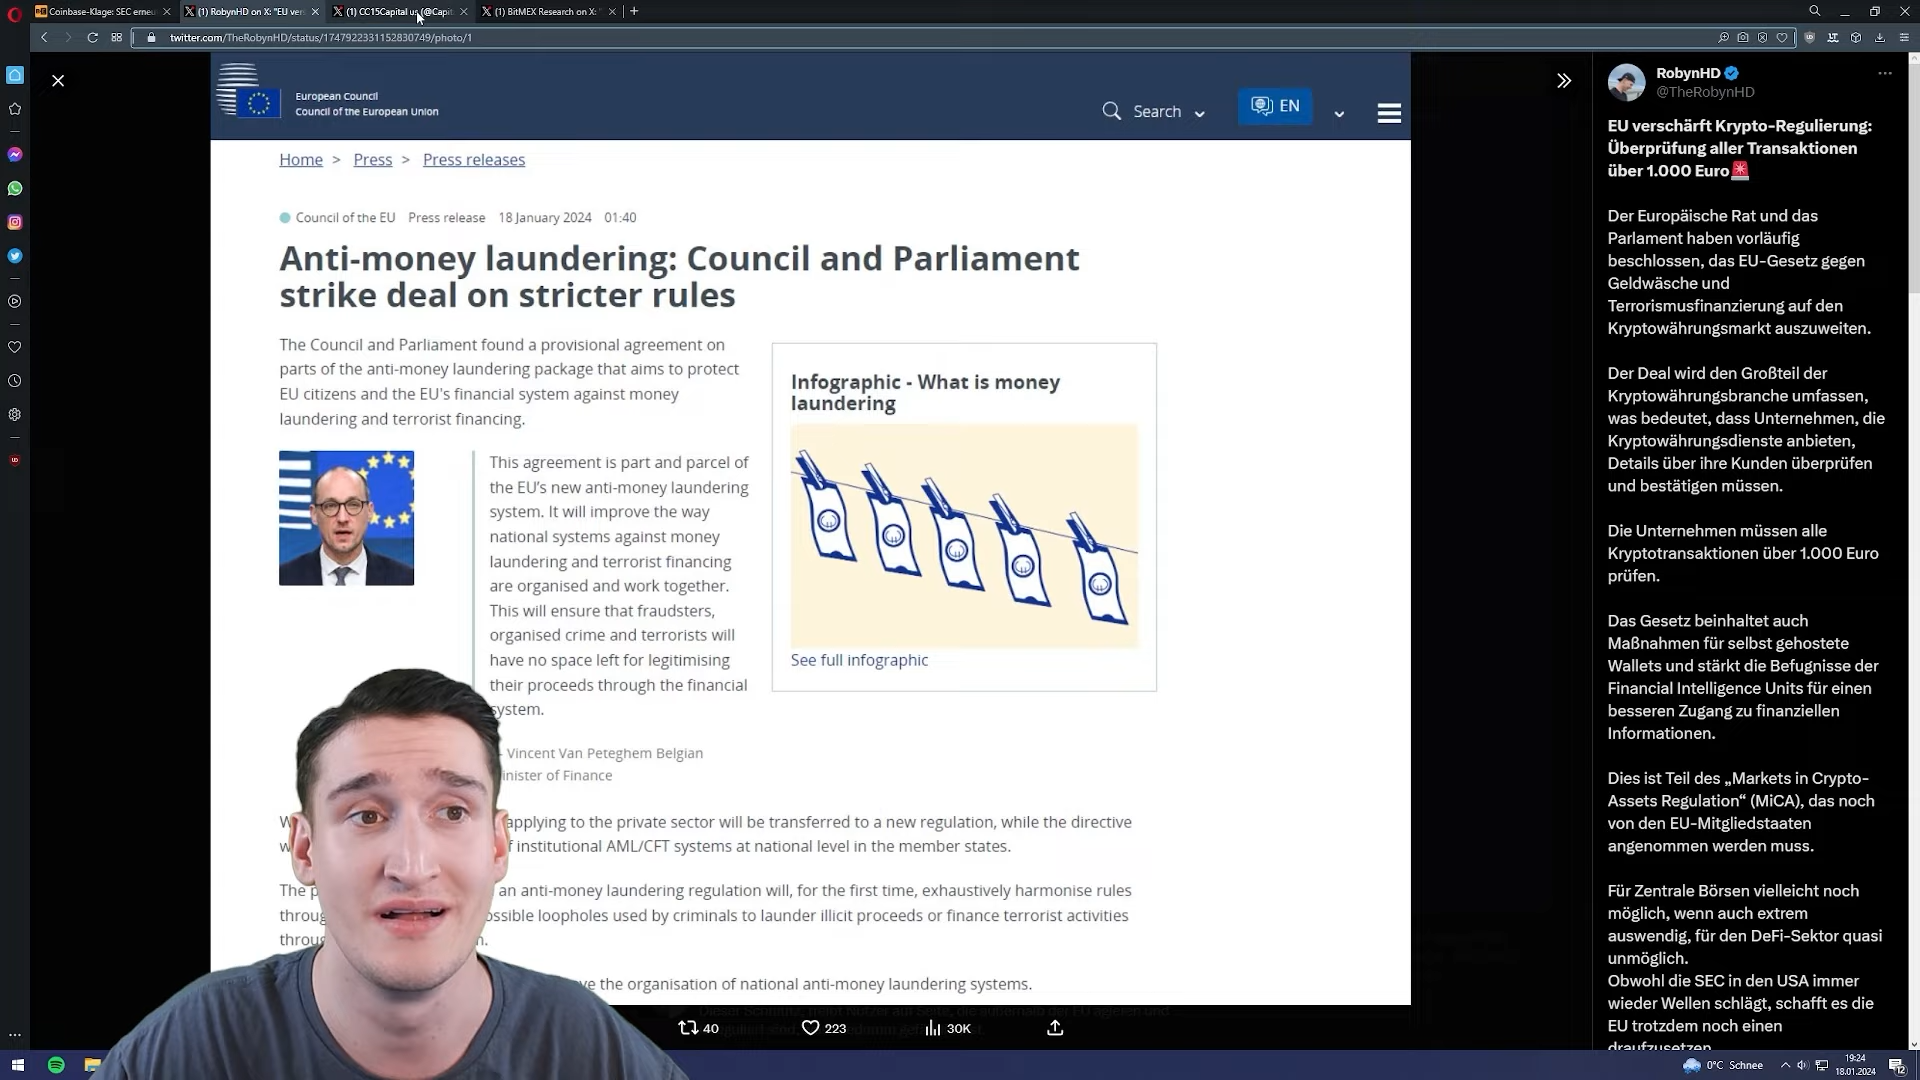 Coinbase-Klage: SEC erneu
(1) RobynHD on X: "EU vers
(1) CC15Capital us (@Capit
(1) BitMEX Research on X: "
twitter.com/TheRobynHD/status/1747922331152830749/photo/1
European Council
Council of the European Union
Search
EN
Home > Press > Press releases
Council of the EU Press release 18 January 2024 01:40
Anti-money laundering: Council and Parliament
strike deal on stricter rules
The Council and Parliament found a provisional agreement on
parts of the anti-money laundering package that aims to protect
EU citizens and the EU's financial system against money
laundering and terrorist financing.
This agreement is part and parcel of
the EU's new anti-money laundering
system. It will improve the way
national systems against money
laundering and terrorist financing
are organised and work together.
This will ensure that fraudsters,
organised crime and terrorists will
have no space left for legitimising
their proceeds through the financial
system.
Vincent Van Peteghem Belgian
inister of Finance
Infographic - What is money
laundering
See full infographic
applying to the private sector will be transferred to a new regulation, while the directive
institutional AML/CFT systems at national level in the member states.
The p an anti-money laundering regulation will, for the first time, exhaustively harmonise rules
throug ossible loopholes used by criminals to launder illicit proceeds or finance terrorist activities
throug
the organisation of national anti-money laundering systems.
40
223
30K
RobynHD
@TheRobynHD
EU verschärft Krypto-Regulierung:
Überprüfung aller Transaktionen
über 1.000 Euro🚨
Der Europäische Rat und das
Parlament haben vorläufig
beschlossen, das EU-Gesetz gegen
Geldwäsche und
Terrorismusfinanzierung auf den
Kryptowährungsmarkt auszuweiten.
Der Deal wird den Großteil der
Kryptowährungsbranche umfassen,
was bedeutet, dass Unternehmen, die
Kryptowährungsdienste anbieten,
Details über ihre Kunden überprüfen
und bestätigen müssen.
Die Unternehmen müssen alle
Kryptotransaktionen über 1.000 Euro
prüfen.
Das Gesetz beinhaltet auch
Maßnahmen für selbst gehostete
Wallets und stärkt die Befugnisse der
Financial Intelligence Units für einen
besseren Zugang zu finanziellen
Informationen.
Dies ist Teil des „Markets in Crypto-
Assets Regulation“ (MiCA), das noch
von den EU-Mitgliedstaaten
angenommen werden muss.
Für Zentrale Börsen vielleicht noch
möglich, wenn auch extrem
auswendig, für den DeFi-Sektor quasi
unmöglich.
Obwohl die SEC in den USA immer
wieder Wellen schlägt, schafft es die
EU trotzdem noch einen
draufzusetzen
0°C Schnee
19:24
18.01.2024